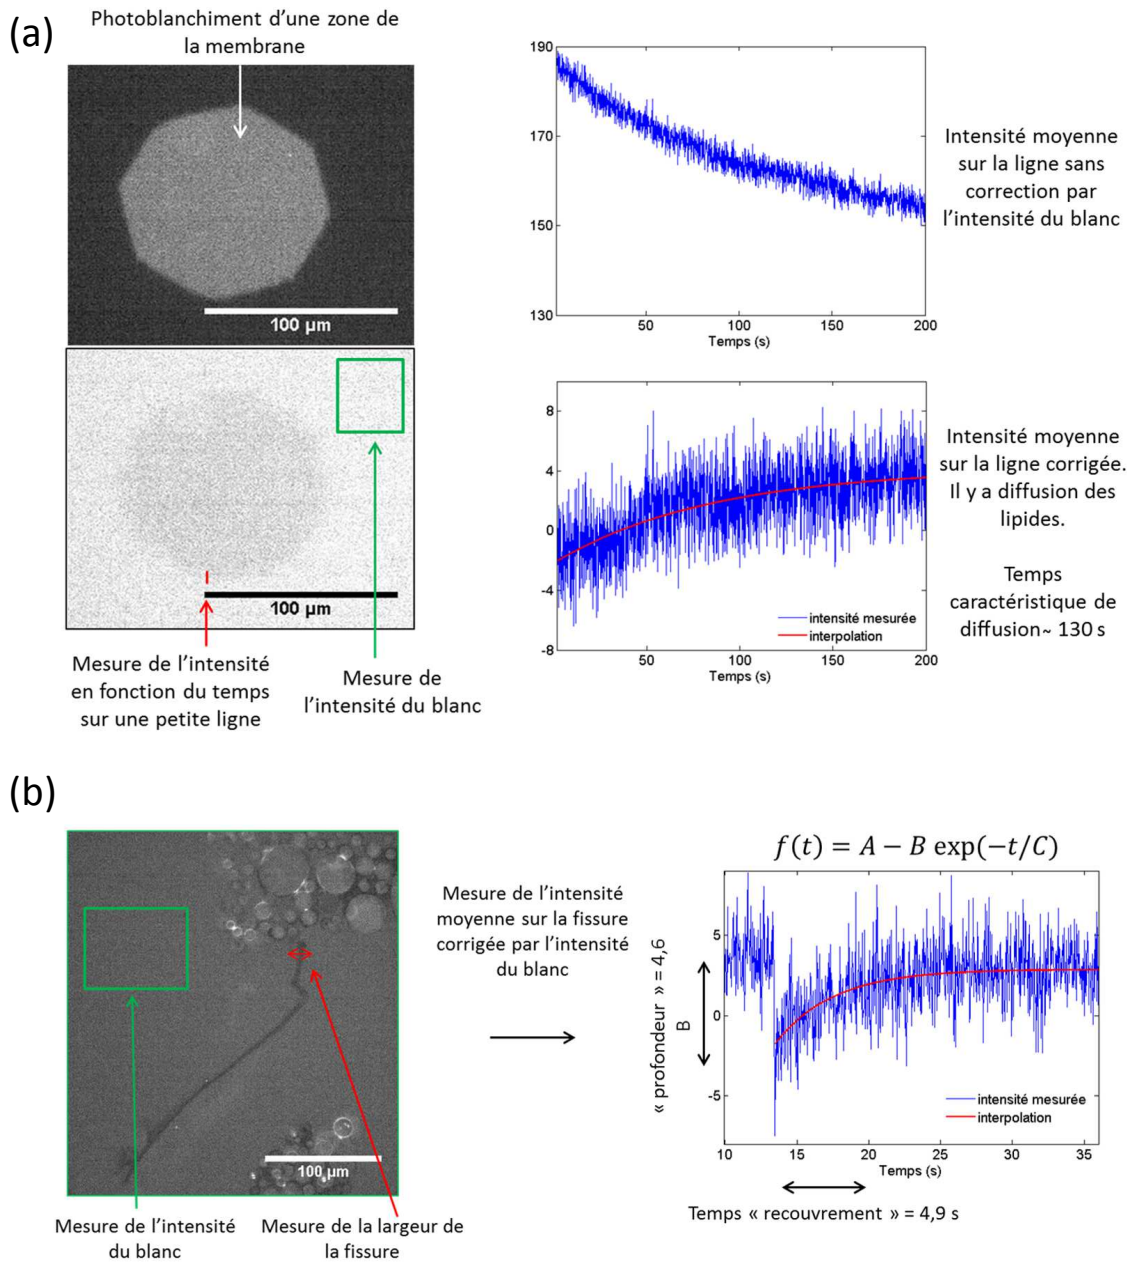 (a)
Photoblanchiment d’une zone de
la membrane
100 µm
190
170
150
130
50
100
150
200
Temps (s)
Intensité moyenne
sur la ligne sans
correction par
l’intensité du blanc
100 µm
Mesure de l’intensité
en fonction du temps
sur une petite ligne
Mesure de
l’intensité du blanc
8
4
0
-4
-8
intensité mesurée
interpolation
50
100
150
200
Temps (s)
Intensité moyenne
sur la ligne corrigée.
Il y a diffusion des
lipides.
Temps
caractéristique de
diffusion~ 130 s
(b)
100 µm
Mesure de l’intensité
du blanc
Mesure de la largeur de
la fissure
Mesure de l’intensité
moyenne sur la fissure
corrigée par l’intensité
du blanc
f(t) = A − B exp(−t/C)
« profondeur » = 4,6
B
5
0
-5
intensité mesurée
interpolation
10
15
20
25
30
35
Temps (s)
Temps « recouvrement » = 4,9 s